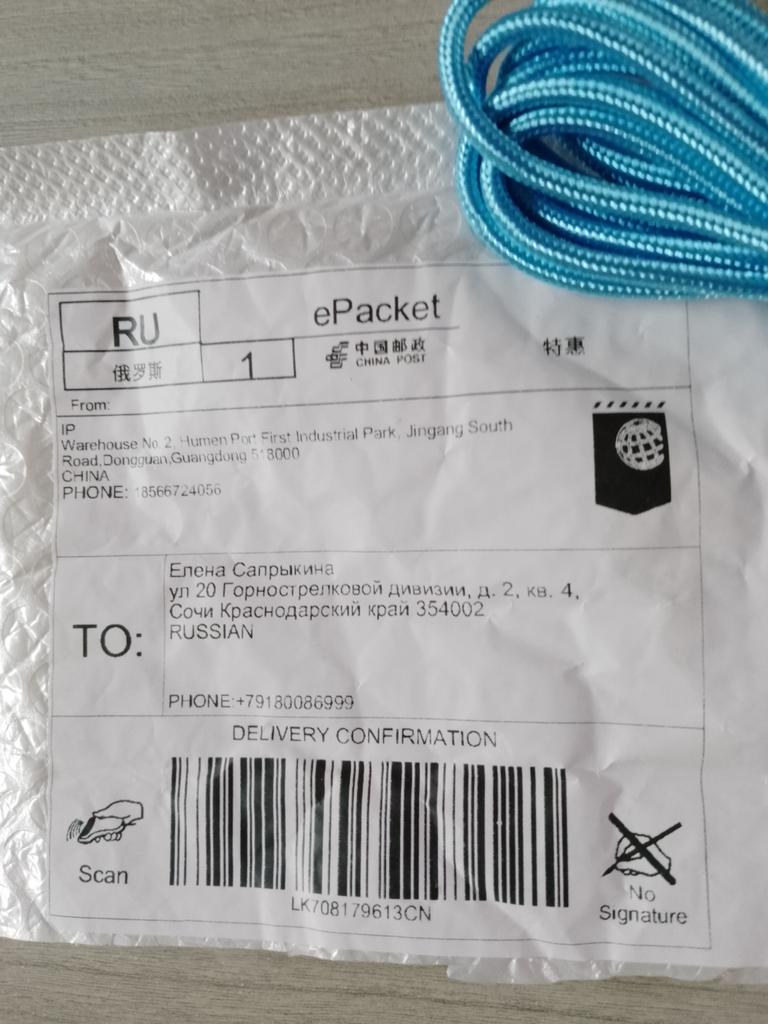 RU
ePacket
俄罗斯
1
中国邮政
CHINA POST
特惠
From:
IP
Warehouse No.2, Humen Port First Industrial Park, Jingang South
Road,Dongguan,Guangdong 518000
CHINA
PHONE: 18566724056
TO:
Елена Сапрыкина
ул 20 Горнострелковой дивизии, д. 2, кв. 4,
Сочи Краснодарский край 354002
RUSSIAN
PHONE:+79180086999
DELIVERY CONFIRMATION
Scan
LK708179613CN
No
Signature